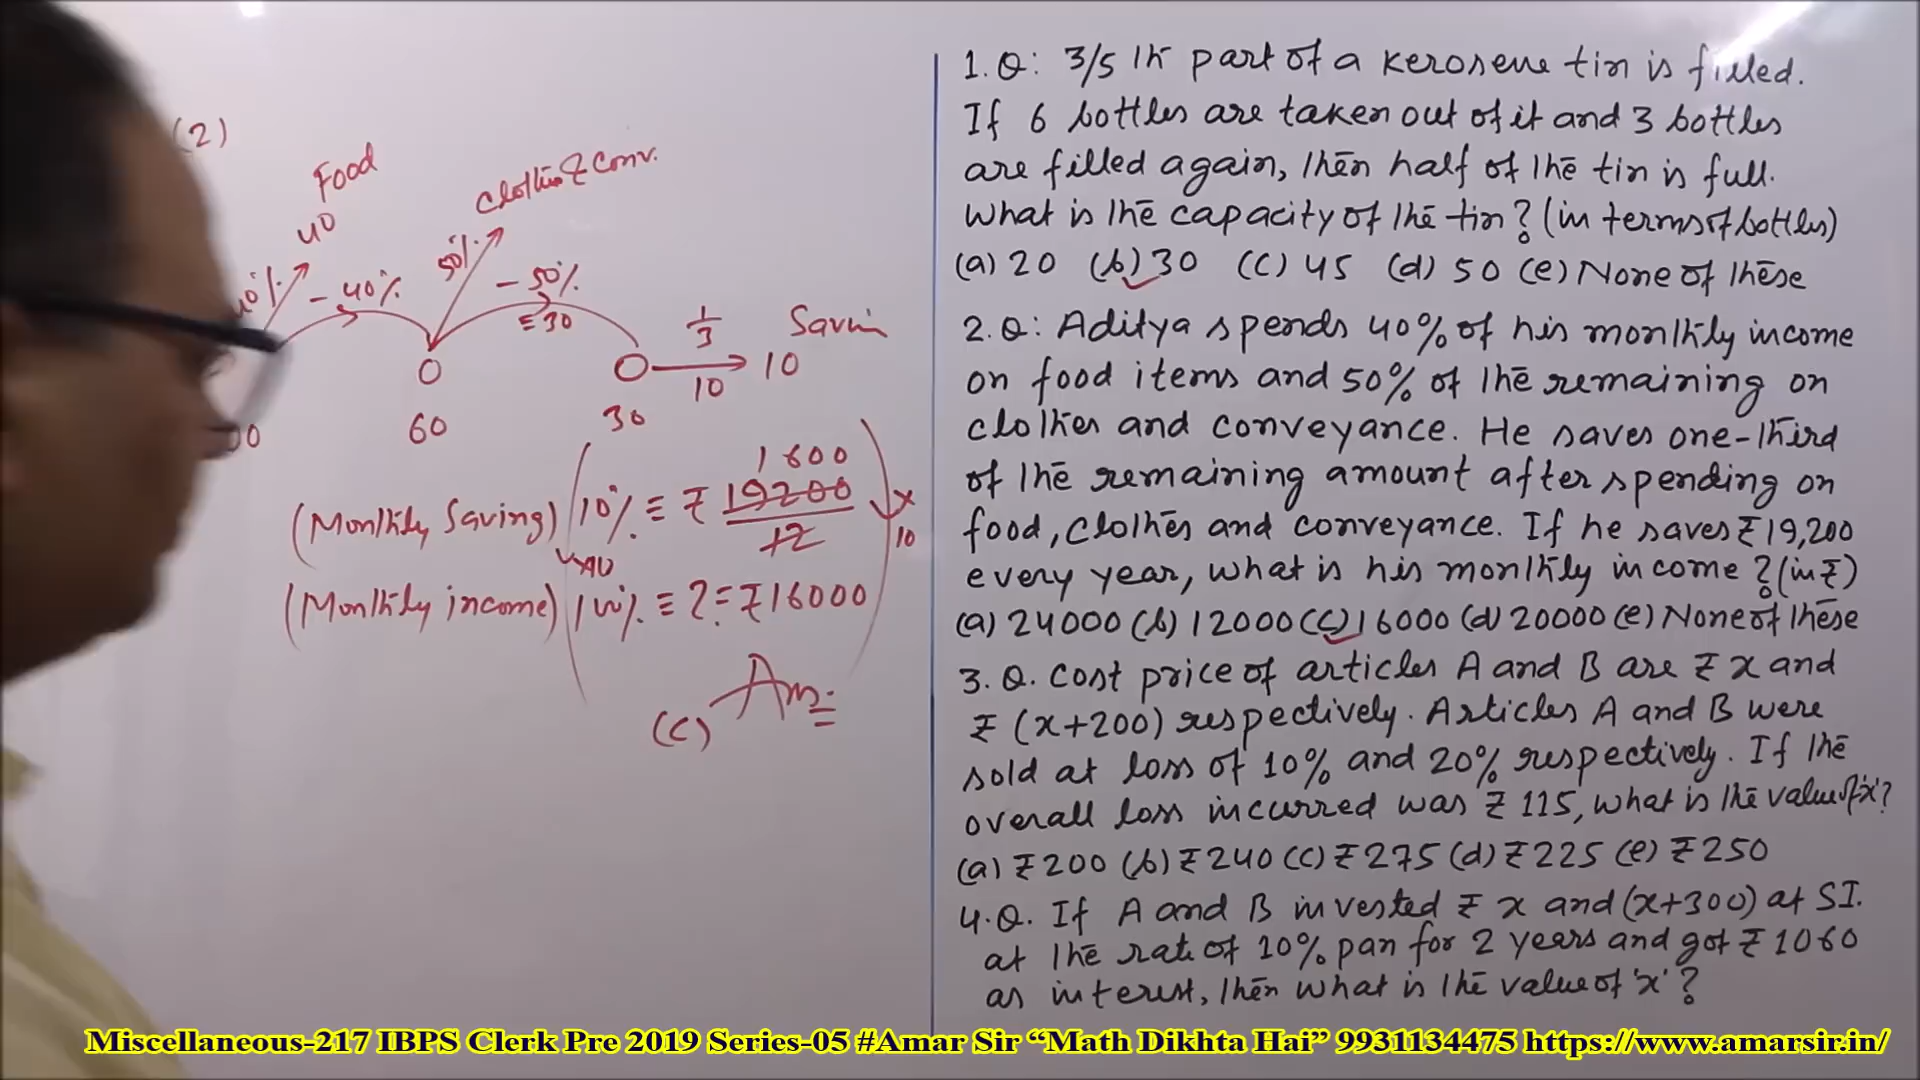 (2)
Food
40
40%
- 40%
Clothin & Conv.
50%
- 50%
≡ 30
1/3
10
10 Savin
60
30
(Monthly Saving) 10% ≡ ₹ 19200/12
1600
×10
×10
(Monthly income) 100% ≡ ? = ₹16000
(c) Ans.
1. Q: 3/5 th part of a kerosene tin is filled.
If 6 bottles are taken out of it and 3 bottles
are filled again, then half of the tin is full.
What is the capacity of the tin? (in terms of bottles)
(a) 20 (b) 30 (c) 45 (d) 50 (e) None of these
2. Q: Aditya spends 40% of his monthly income
on food items and 50% of the remaining on
clothes and conveyance. He saves one-third
of the remaining amount after spending on
food, clothes and conveyance. If he saves ₹19,200
every year, what is his monthly income? (in ₹)
(a) 24000 (b) 12000 (c) 16000 (d) 20000 (e) None of these
3. Q. Cost price of articles A and B are ₹ x and
₹ (x+200) respectively. Articles A and B were
sold at loss of 10% and 20% respectively. If the
overall loss incurred was ₹ 115, what is the value of 'x'?
(a) ₹200 (b) ₹240 (c) ₹275 (d) ₹225 (e) ₹250
4. Q. If A and B invested ₹ x and (x+300) at SI.
at the rate of 10% pan for 2 years and got ₹1060
as interest, then what is the value of 'x'?
Miscellaneous-217 IBPS Clerk Pre 2019 Series-05 #Amar Sir “Math Dikhta Hai” 9931134475 https://www.amarsir.in/